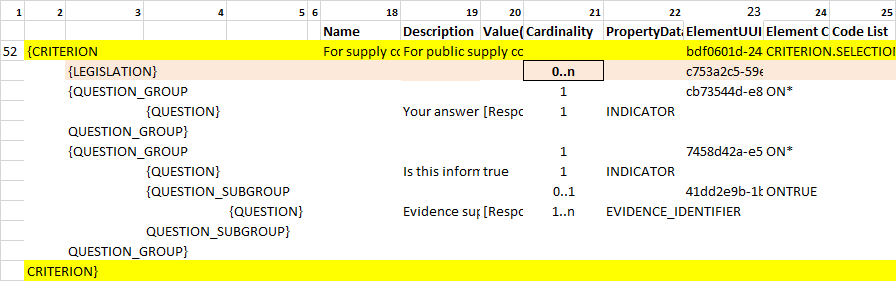 1 2 3 4 5 6 18 19 20 21 22 23 24 25
Name Description Value( Cardinality PropertyData ElementUUI Element C Code List
52 {CRITERION For supply co For public supply co bdf0601d-24 CRITERION.SELECTION
{LEGISLATION} 0..n c753a2c5-59e
{QUESTION_GROUP 1 cb73544d-e8 ON*
{QUESTION} Your answer [Respo 1 INDICATOR
QUESTION_GROUP}
{QUESTION_GROUP 1 7458d42a-e5 ON*
{QUESTION} Is this inform true 1 INDICATOR
{QUESTION_SUBGROUP 0..1 41dd2e9b-1b ONTRUE
{QUESTION} Evidence sup [Respo 1..n EVIDENCE_IDENTIFIER
QUESTION_SUBGROUP}
QUESTION_GROUP}
CRITERION}